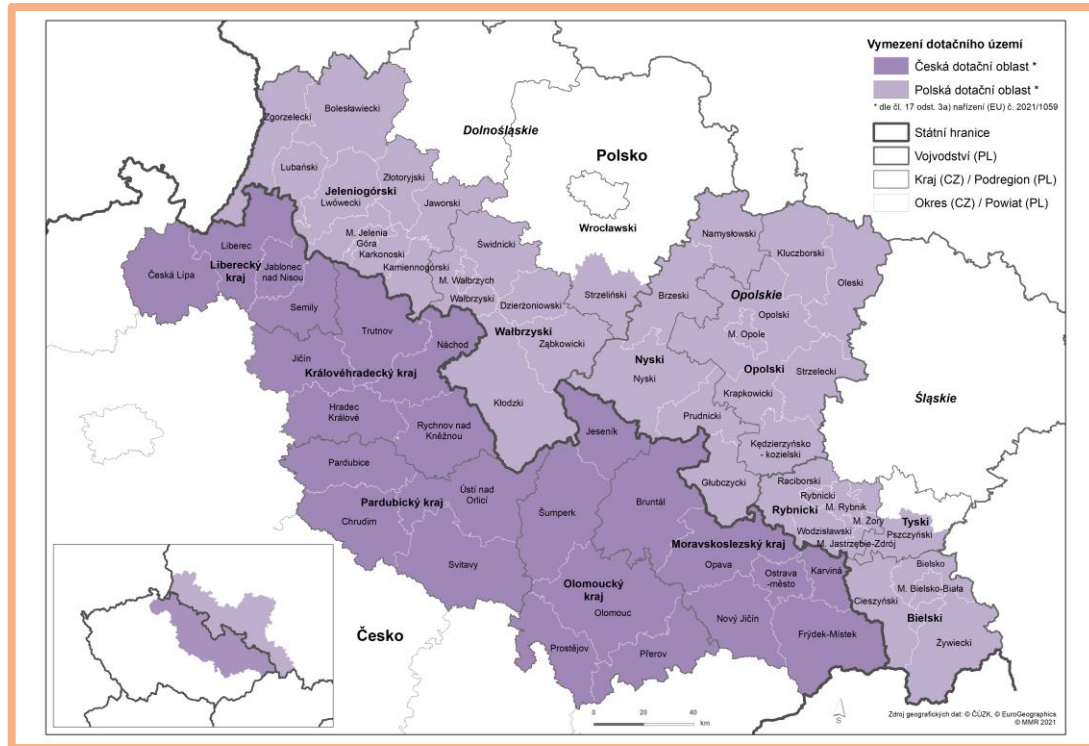 Vymezení dotačního území
Česká dotační oblast *
Polská dotační oblast *
* dle čl. 17 odst. 3a) nařízení (EU) č. 2021/1059
Státní hranice
Vojvodství (PL)
Kraj (CZ) / Podregion (PL)
Okres (CZ) / Powiat (PL)
Zgorzelecki
Bolesławiecki
Dolnośląskie
Polsko
Wrocławski
Lubański
Złotoryjski
Jeleniogórski
Lwówecki
Jaworski
M. Jelenia
Góra
Karkonoski
Kamiennogórski
Świdnicki
M. Wałbrzych
Wałbrzyski
Dzierżoniowski
Strzeliński
Wałbrzyski
Ząbkowicki
Kłodzki
Namysłowski
Kluczborski
Oleski
Brzeski
Opolskie
Opolski
M. Opole
Nyski
Nyski
Opolski
Strzelecki
Krapkowicki
Prudnicki
Kędzierzyńsko
- kozielski
Głubczycki
Śląskie
Raciborski
Rybnicki
M. Rybnik
Rybnicki
M. Żory
Tyski
Pszczyński
Wodzisławski
M. Jastrzębie-Zdrój
Bielsko
M. Bielsko-Biała
Cieszyński
Bielski
Żywiecki
Česká Lípa
Liberec
Liberecký
kraj
Jablonec
nad Nisou
Semily
Trutnov
Náchod
Jičín
Královéhradecký kraj
Hradec
Králové
Rychnov nad
Kněžnou
Pardubice
Pardubický kraj
Ústí nad
Orlicí
Chrudim
Svitavy
Jeseník
Šumperk
Bruntál
Moravskoslezský kraj
Opava
Ostrava
-město
Karviná
Olomoucký
kraj
Olomouc
Nový Jičín
Frýdek-Místek
Prostějov
Přerov
Česko
0 20 40
km
S
Zdroj geografických dat: © ČÚZK, © EuroGeographica
© MMR 2021